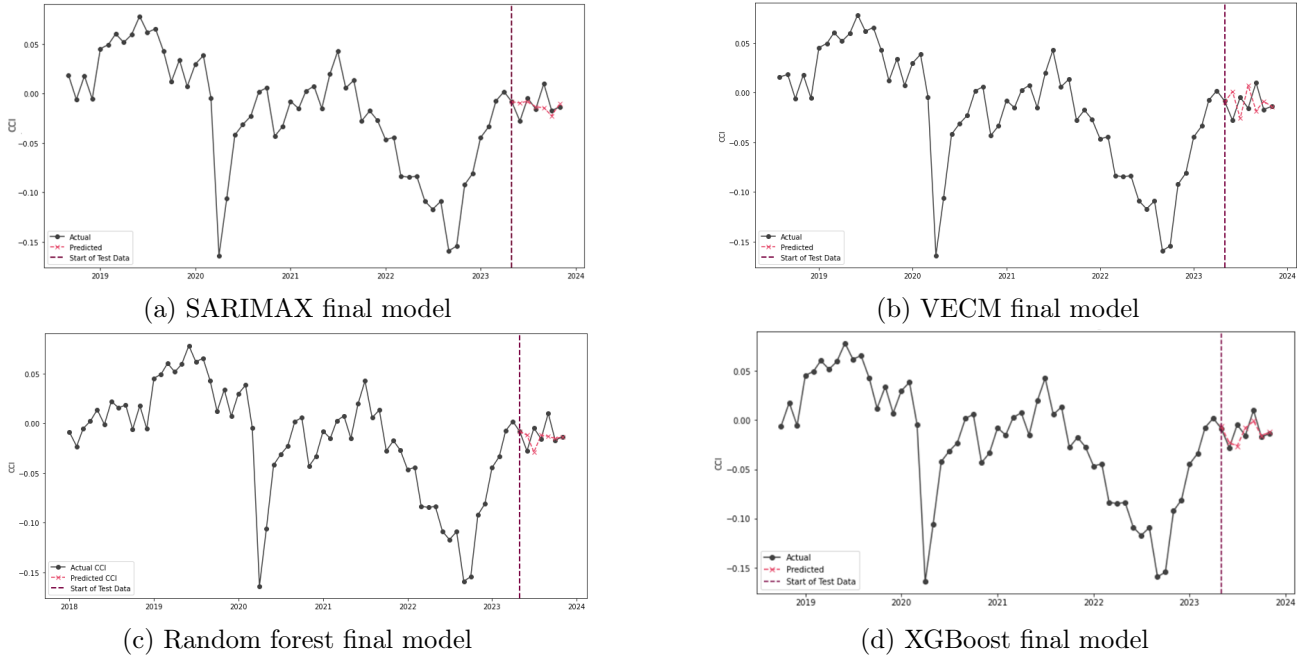 0.05
0.00
−0.05
−0.10
−0.15
CCI
Actual
Predicted
Start of Test Data
2019
2020
2021
2022
2023
2024
(a) SARIMAX final model
0.05
0.00
−0.05
−0.10
−0.15
CCI
Actual
Predicted
Start of Test Data
2019
2020
2021
2022
2023
2024
(b) VECM final model
0.05
0.00
−0.05
−0.10
−0.15
CCI
Actual CCI
Predicted CCI
Start of Test Data
2018
2019
2020
2021
2022
2023
2024
(c) Random forest final model
0.05
0.00
−0.05
−0.10
−0.15
CCI
Actual
Predicted
Start of Test Data
2019
2020
2021
2022
2023
2024
(d) XGBoost final model